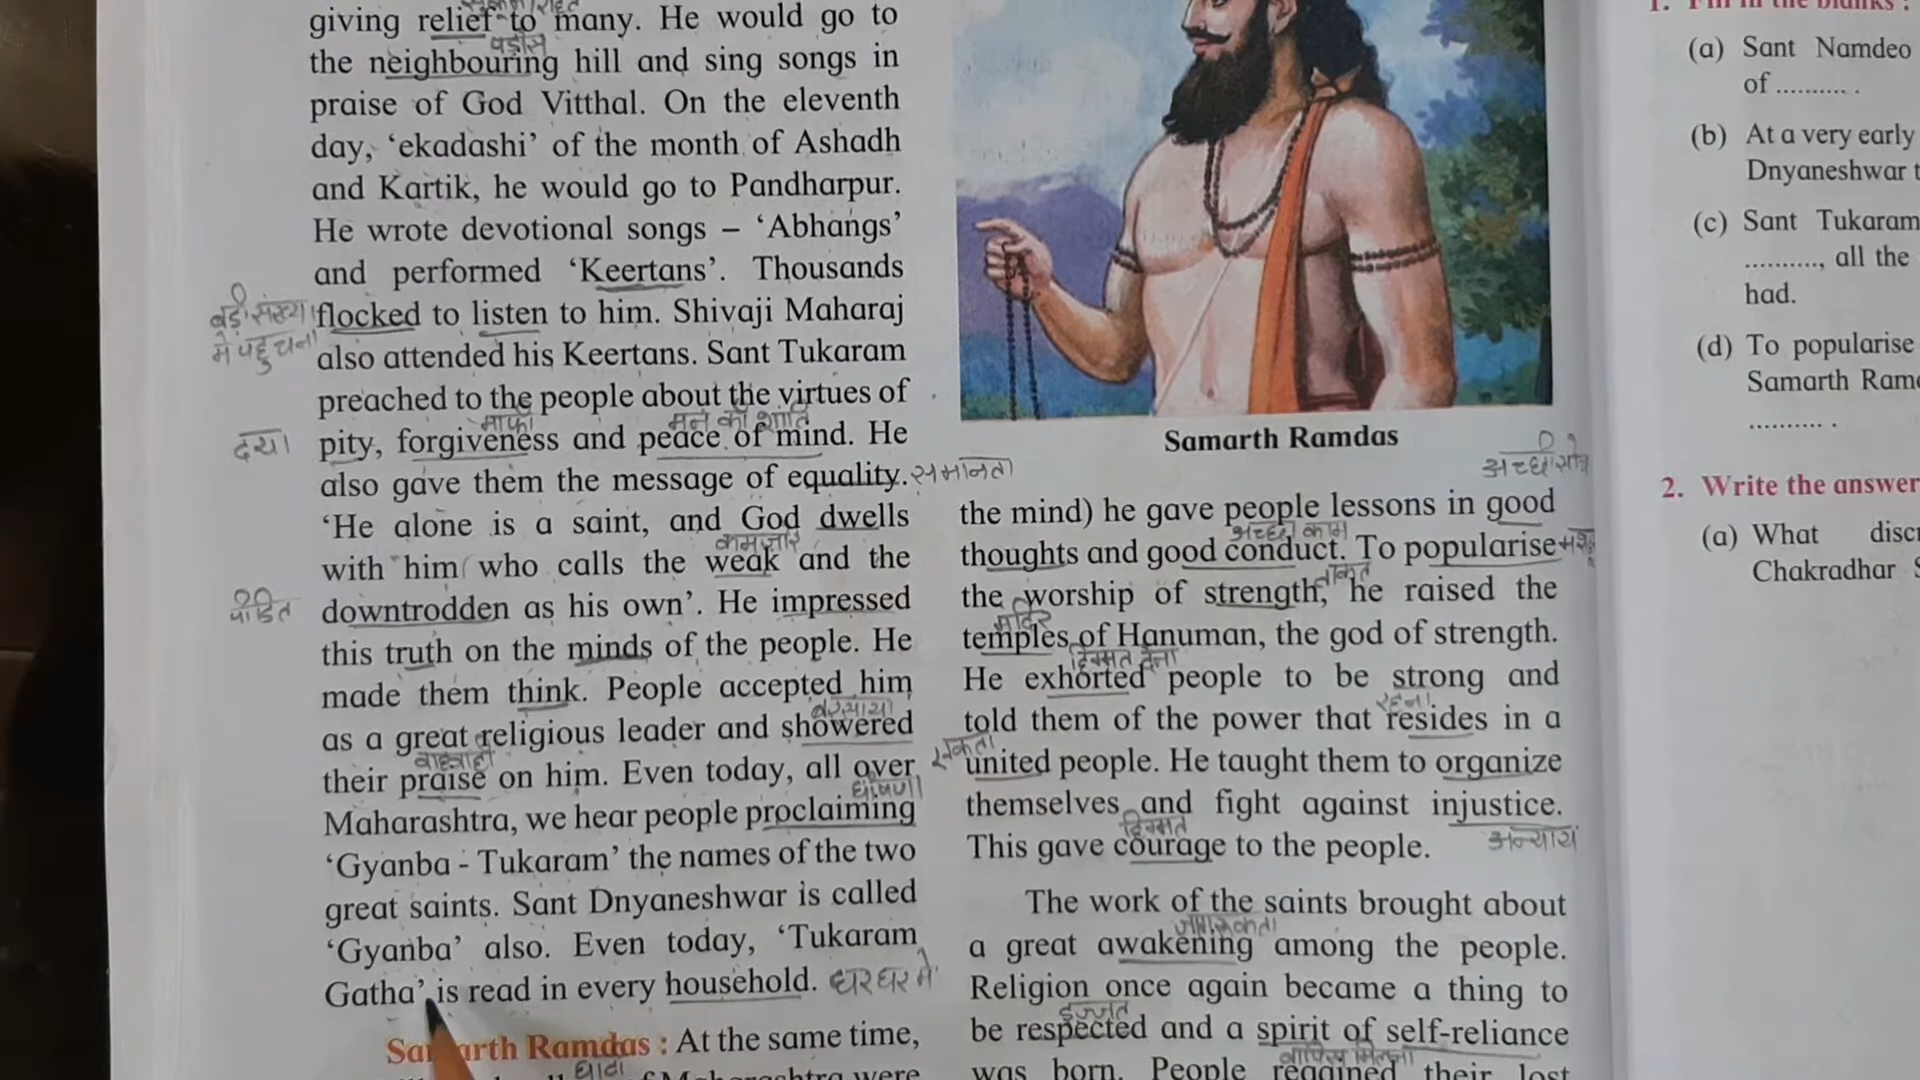 giving relief to many. He would go to
पड़ोस
the neighbouring hill and sing songs in
praise of God Vitthal. On the eleventh
day, ‘ekadashi’ of the month of Ashadh
and Kartik, he would go to Pandharpur.
He wrote devotional songs – ‘Abhangs’
and performed ‘Keertans’. Thousands
बड़ी संख्या
flocked to listen to him. Shivaji Maharaj
मे पहुचना
also attended his Keertans. Sant Tukaram
preached to the people about the virtues of
माफी मन की शांति
दया pity, forgiveness and peace of mind. He
also gave them the message of equality. समानता
‘He alone is a saint, and God dwells
कमज़ोर
with him who calls the weak and the
पीडित downtrodden as his own’. He impressed
this truth on the minds of the people. He
made them think. People accepted him
बरसाया
as a great religious leader and showered
वाहवाही
their praise on him. Even today, all over
घोषणा
Maharashtra, we hear people proclaiming
‘Gyanba - Tukaram’ the names of the two
great saints. Sant Dnyaneshwar is called
‘Gyanba’ also. Even today, ‘Tukaram
Gatha’ is read in every household. घर घर मे
Samarth Ramdas : At the same time,
of Maharashtra were
Samarth Ramdas
the mind) he gave people lessons in good
अच्छा काम
thoughts and good conduct. To popularise
ताकत
the worship of strength, he raised the
मंदिर
temples of Hanuman, the god of strength.
हिम्मत देना
He exhorted people to be strong and
रहना
told them of the power that resides in a
एकता
united people. He taught them to organize
themselves and fight against injustice.
हिम्मत
This gave courage to the people. अन्याय
The work of the saints brought about
जागरुकता
a great awakening among the people.
Religion once again became a thing to
इज्जत
be respected and a spirit of self-reliance
वापिस मिलना
was born. People regained their lost
1. Fill in the blanks :
(a) Sant Namdeo
of .......... .
(b) At a very early
Dnyaneshwar
(c) Sant Tukaram
.........., all the
had.
(d) To popularise
Samarth
.......... .
2. Write the
(a) What
Chakradhar